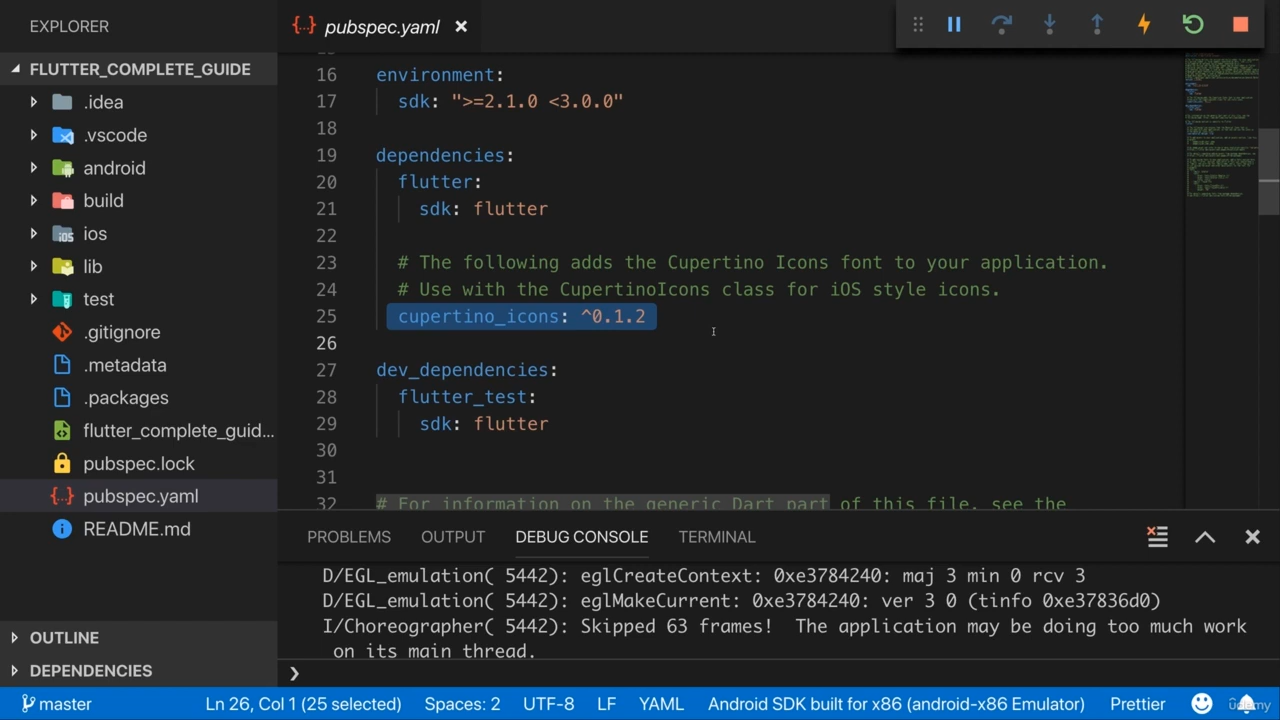 EXPLORER
FLUTTER_COMPLETE_GUIDE
.idea
.vscode
android
build
ios
lib
test
.gitignore
.metadata
.packages
flutter_complete_guid...
pubspec.lock
pubspec.yaml
README.md
OUTLINE
DEPENDENCIES
{..} pubspec.yaml
16 environment:
17 sdk: ">=2.1.0 <3.0.0"
18
19 dependencies:
20 flutter:
21 sdk: flutter
22
23 # The following adds the Cupertino Icons font to your application.
24 # Use with the CupertinoIcons class for iOS style icons.
25 cupertino_icons: ^0.1.2
26
27 dev_dependencies:
28 flutter_test:
29 sdk: flutter
30
31
32 # For information on the generic Dart part of this file, see the
PROBLEMS OUTPUT DEBUG CONSOLE TERMINAL
D/EGL_emulation( 5442): eglCreateContext: 0xe3784240: maj 3 min 0 rcv 3
D/EGL_emulation( 5442): eglMakeCurrent: 0xe3784240: ver 3 0 (tinfo 0xe37836d0)
I/Choreographer( 5442): Skipped 63 frames!  The application may be doing too much work
on its main thread.
master Ln 26, Col 1 (25 selected) Spaces: 2 UTF-8 LF YAML Android SDK built for x86 (android-x86 Emulator) Prettier
ûdemy